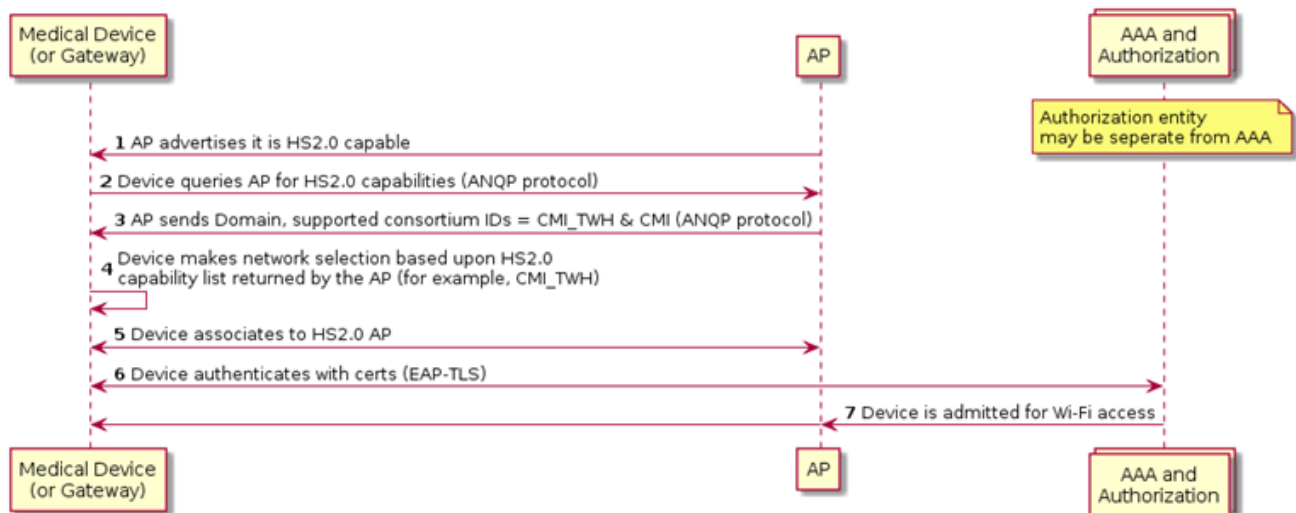 Medical Device
(or Gateway)
AP
AAA and
Authorization
Authorization entity
may be seperate from AAA
1 AP advertises it is HS2.0 capable
2 Device queries AP for HS2.0 capabilities (ANQP protocol)
3 AP sends Domain, supported consortium IDs = CMI_TWH & CMI (ANQP protocol)
4 Device makes network selection based upon HS2.0
capability list returned by the AP (for example, CMI_TWH)
5 Device associates to HS2.0 AP
6 Device authenticates with certs (EAP-TLS)
7 Device is admitted for Wi-Fi access
Medical Device
(or Gateway)
AP
AAA and
Authorization